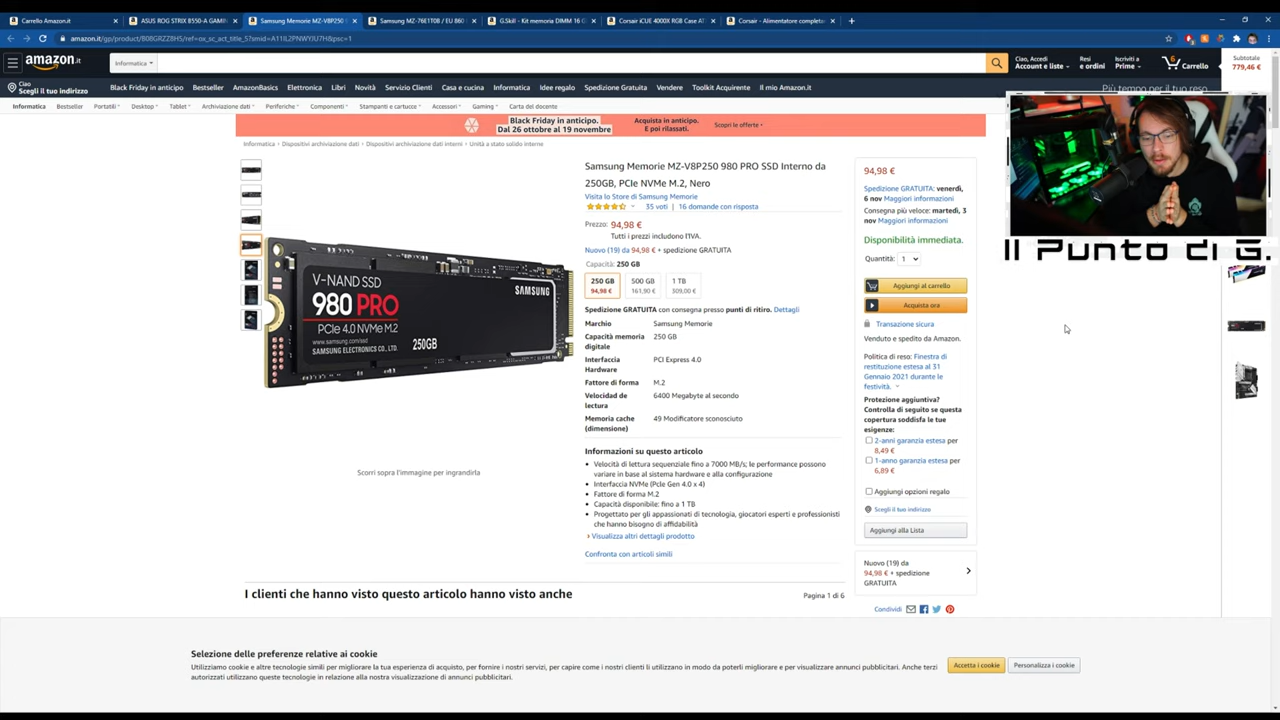 Carrello Amazon.it
ASUS ROG STRIX B550-A GAMI
Samsung Memorie MZ-V8P250 9
Samsung MZ-76E1T0B / EU 860
G.Skill - Kit memoria DIMM 16 G
Corsair iCUE 4000X RGB Case AT
Corsair - Alimentatore completa
amazon.it/gp/product/B08GRZZ8HS/ref=ox_sc_act_title_5?smid=A11IL2PNWYJU7H&psc=1
amazon.it
Informatica
Ciao, Accedi
Account e liste
Resi
e ordini
Iscriviti a
Prime
6
Carrello
Subtotale
779,46 €
Ciao
Scegli il tuo indirizzo
Black Friday in anticipo
Bestseller
AmazonBasics
Elettronica
Libri
Novità
Servizio Clienti
Casa e cucina
Informatica
Idee regalo
Spedizione Gratuita
Vendere
Toolkit Acquirente
Il mio Amazon.it
Più tempo per il tuo reso
Informatica
Bestseller
Portatili
Desktop
Tablet
Archiviazione dati
Periferiche
Componenti
Stampanti e cartucce
Accessori
Gaming
Carta del docente
Black Friday in anticipo.
Dal 26 ottobre al 19 novembre
Acquista in anticipo.
E poi rilassati.
Scopri le offerte ›
Informatica › Dispositivi archiviazione dati › Dispositivi archiviazione dati interni › Unità a stato solido interne
Samsung Memorie MZ-V8P250 980 PRO SSD Interno da
250GB, PCIe NVMe M.2, Nero
Visita lo Store di Samsung Memorie
35 voti | 16 domande con risposta
Prezzo: 94,98 €
Tutti i prezzi includono l'IVA.
Nuovo (19) da 94,98 € + spedizione GRATUITA
Capacità: 250 GB
250 GB
94,98 €
500 GB
161,90 €
1 TB
309,00 €
Spedizione GRATUITA con consegna presso punti di ritiro. Dettagli
Marchio
Samsung Memorie
Capacità memoria
digitale
250 GB
Interfaccia
Hardware
PCI Express 4.0
Fattore di forma
M.2
Velocidad de
lectura
6400 Megabyte al secondo
Memoria cache
(dimensione)
49 Modificatore sconosciuto
Informazioni su questo articolo
Velocità di lettura sequenziale fino a 7000 MB/s; le performance possono
variare in base al sistema hardware e alla configurazione
Interfaccia NVMe (PcIe Gen 4.0 x 4)
Fattore di forma M.2
Capacità disponibile: fino a 1 TB
Progettato per gli appassionati di tecnologia, giocatori esperti e professionisti
che hanno bisogno di affidabilità
› Visualizza altri dettagli prodotto
Confronta con articoli simili
V-NAND SSD
980 PRO
PCIe 4.0 NVMe M.2
www.samsung.com/ssd
SAMSUNG ELECTRONICS CO., LTD.
250GB
SAMSUNG
Scorri sopra l'immagine per ingrandirla
94,98 €
Spedizione GRATUITA: venerdì,
6 nov Maggiori informazioni
Consegna più veloce: martedì, 3
nov Maggiori informazioni
Disponibilità immediata.
Quantità: 1
Aggiungi al carrello
Acquista ora
Transazione sicura
Venduto e spedito da Amazon.
Politica di reso: Finestra di
restituzione estesa al 31
Gennaio 2021 durante le
festività.
Protezione aggiuntiva?
Controlla di seguito se questa
copertura soddisfa le tue
esigenze:
2-anni garanzia estesa per
8,49 €
1-anno garanzia estesa per
6,89 €
Aggiungi opzioni regalo
Scegli il tuo indirizzo
Aggiungi alla Lista
Nuovo (19) da
94,98 € + spedizione
GRATUITA
Condividi
Il Punto di G.
I clienti che hanno visto questo articolo hanno visto anche
Pagina 1 di 6
Selezione delle preferenze relative ai cookie
Utilizziamo cookie e altre tecnologie simili per migliorare la tua esperienza di acquisto, per fornire i nostri servizi, per capire come i nostri clienti li utilizzano in modo da poterli migliorare e per visualizzare annunci pubblicitari. Anche terzi
autorizzati utilizzano queste tecnologie in relazione alla nostra visualizzazione di annunci pubblicitari.
Accetta i cookie
Personalizza i cookie